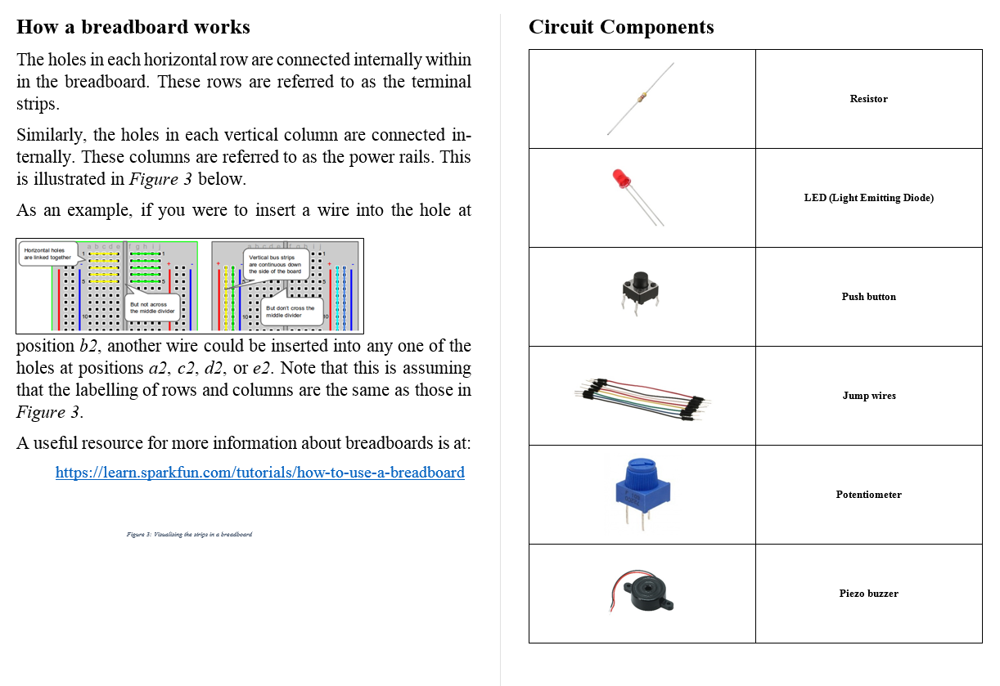 How a breadboard works
The holes in each horizontal row are connected internally within
in the breadboard. These rows are referred to as the terminal
strips.
Similarly, the holes in each vertical column are connected in-
ternally. These columns are referred to as the power rails. This
is illustrated in Figure 3 below.
As an example, if you were to insert a wire into the hole at
Horizontal holes
are linked together
a b c d e f g h i j
1 1
+ -
5 5
But not across
the middle divider
10
a b c d e f g h i j
Vertical bus strips
are continuous down
the side of the board
1
+ + -
5
But don't cross the
middle divider
10 10
position b2, another wire could be inserted into any one of the
holes at positions a2, c2, d2, or e2. Note that this is assuming
that the labelling of rows and columns are the same as those in
Figure 3.
A useful resource for more information about breadboards is at:
https://learn.sparkfun.com/tutorials/how-to-use-a-breadboard
Figure 3: Visualising the strips in a breadboard
Circuit Components
Resistor
LED (Light Emitting Diode)
Push button
Jump wires
Potentiometer
Piezo buzzer